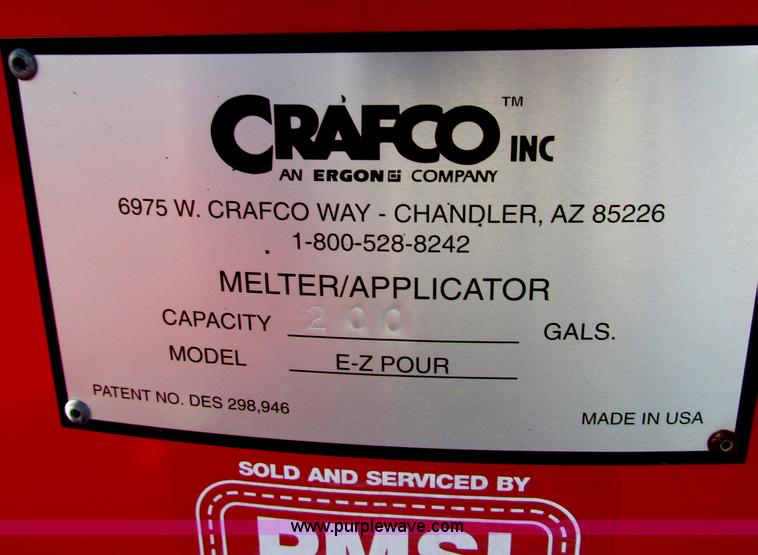 CRAFCO™ INC
AN ERGON COMPANY
6975 W. CRAFCO WAY - CHANDLER, AZ 85226
1-800-528-8242
MELTER/APPLICATOR
CAPACITY 200 GALS.
MODEL E-Z POUR
PATENT NO. DES 298,946
MADE IN USA
SOLD AND SERVICED BY
www.purplewave.com